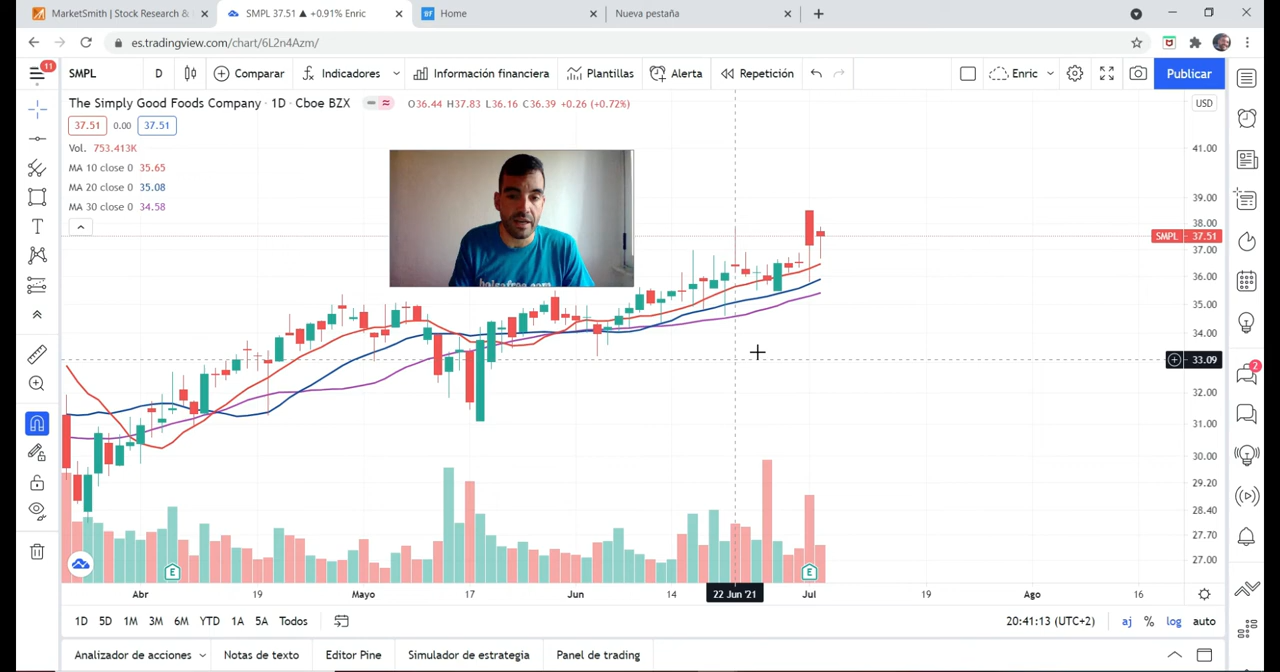 MarketSmith | Stock Research &
SMPL 37.51 ▲ +0.91% Enric
Home
Nueva pestaña
es.tradingview.com/chart/6L2n4Azm/
11
SMPL
D
Comparar
Indicadores
Información financiera
Plantillas
Alerta
Repetición
Enric
Publicar
The Simply Good Foods Company · 1D · Cboe BZX
O36.44 H37.83 L36.16 C36.39 +0.26 (+0.72%)
USD
37.51 0.00 37.51
Vol. 753.413K
MA 10 close 0 35.65
MA 20 close 0 35.08
MA 30 close 0 34.58
bolsafree.com
41.00
39.00
38.00
SMPL 37.51
37.00
36.00
35.00
34.00
33.09
32.00
31.00
30.00
29.20
28.40
27.70
27.00
2
E
E
Abr
19
Mayo
17
Jun
14
22 Jun '21
Jul
19
Ago
16
1D 5D 1M 3M 6M YTD 1A 5A Todos
20:41:13 (UTC+2)
aj % log auto
Analizador de acciones
Notas de texto
Editor Pine
Simulador de estrategia
Panel de trading